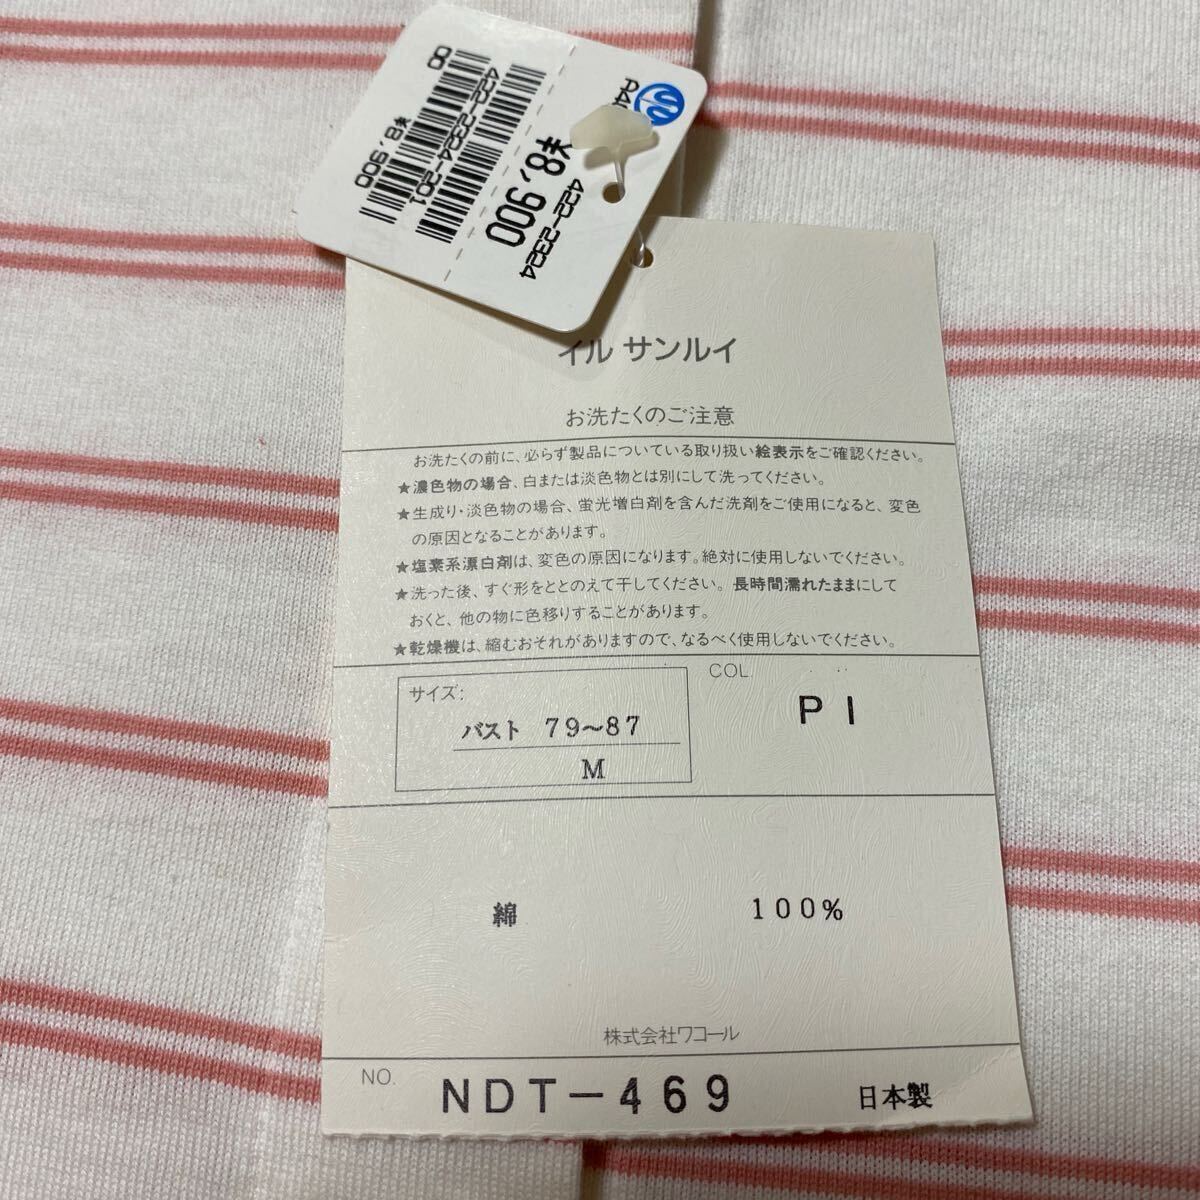 ¥8,900
422-2324
422-2324-201
¥8,900
00
イル サンルイ
お洗たくのご注意
お洗たくの前に、必らず製品についている取り扱い絵表示をご確認ください。
★濃色物の場合、白または淡色物とは別にして洗ってください。
★生成り・淡色物の場合、蛍光増白剤を含んだ洗剤をご使用になると、変色
の原因となることがあります。
★塩素系漂白剤は、変色の原因になります。絶対に使用しないでください。
★洗った後、すぐ形をととのえて干してください。長時間濡れたままにして
おくと、他の物に色移りすることがあります。
★乾燥機は、縮むおそれがありますので、なるべく使用しないでください。
サイズ:
バスト 79〜87
M
COL.
PI
綿 100%
株式会社ワコール
NO. NDT-469 日本製